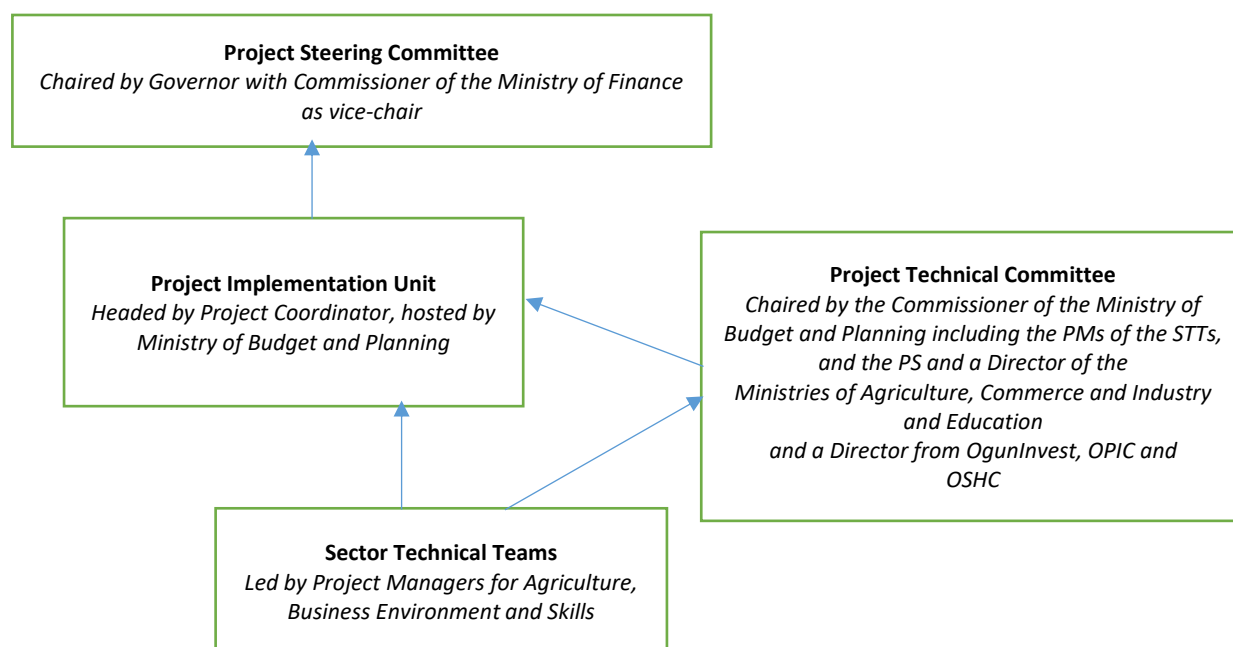 Project Steering Committee
Chaired by Governor with Commissioner of the Ministry of Finance
as vice-chair
Project Implementation Unit
Headed by Project Coordinator, hosted by
Ministry of Budget and Planning
Project Technical Committee
Chaired by the Commissioner of the Ministry of
Budget and Planning including the PMs of the STTs,
and the PS and a Director of the
Ministries of Agriculture, Commerce and Industry
and Education
and a Director from OgunInvest, OPIC and
OSHC
Sector Technical Teams
Led by Project Managers for Agriculture,
Business Environment and Skills